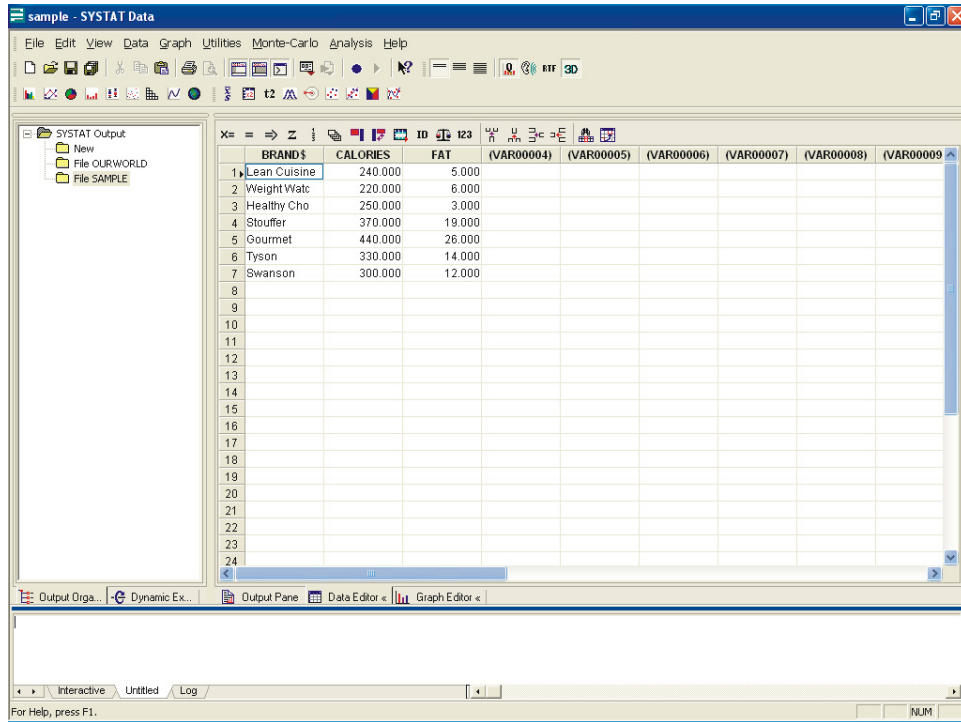 sample - SYSTAT Data
File Edit View Data Graph Utilities Monte-Carlo Analysis Help
RTF 3D
t2
SYSTAT Output
New
File OURWORLD
File SAMPLE
X= = Z ID 123
BRAND$ CALORIES FAT (VAR00004) (VAR00005) (VAR00006) (VAR00007) (VAR00008) (VAR00009
1 Lean Cuisine 240.000 5.000
2 Weight Watc 220.000 6.000
3 Healthy Cho 250.000 3.000
4 Stouffer 370.000 19.000
5 Gourmet 440.000 26.000
6 Tyson 330.000 14.000
7 Swanson 300.000 12.000
8
9
10
11
12
13
14
15
16
17
18
19
20
21
22
23
24
Output Orga... Dynamic Ex... Output Pane Data Editor « Graph Editor «
Interactive Untitled Log
For Help, press F1. NUM